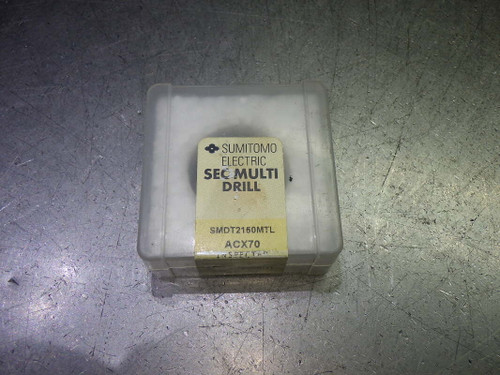 SUMITOMO
ELECTRIC
SEC MULTI
DRILL
SMDT2160MTL
ACX70